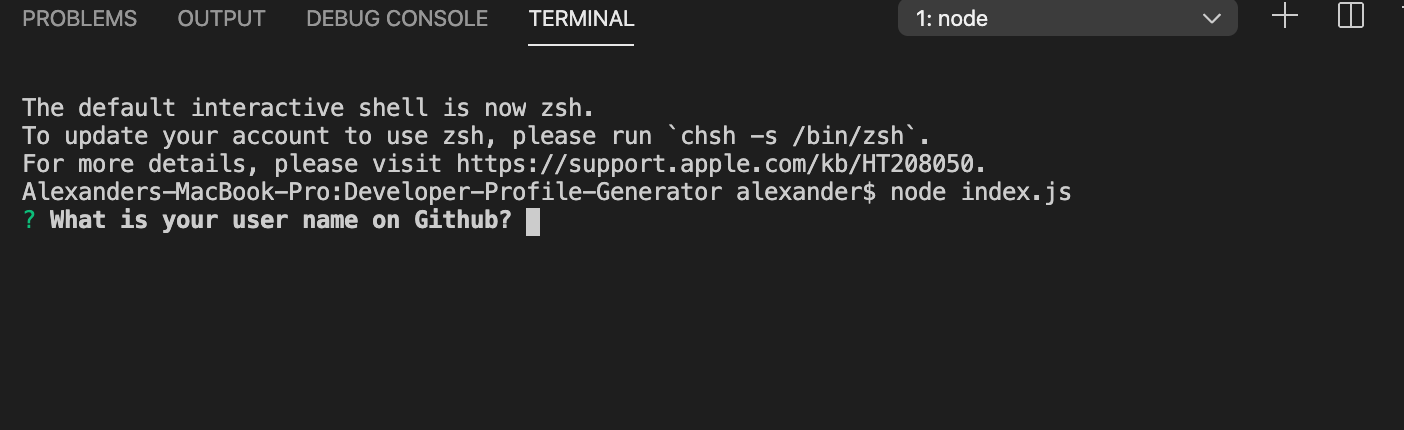 PROBLEMS OUTPUT DEBUG CONSOLE TERMINAL 1: node
The default interactive shell is now zsh.
To update your account to use zsh, please run `chsh -s /bin/zsh`.
For more details, please visit https://support.apple.com/kb/HT208050.
Alexanders-MacBook-Pro:Developer-Profile-Generator alexander$ node index.js
? What is your user name on Github?